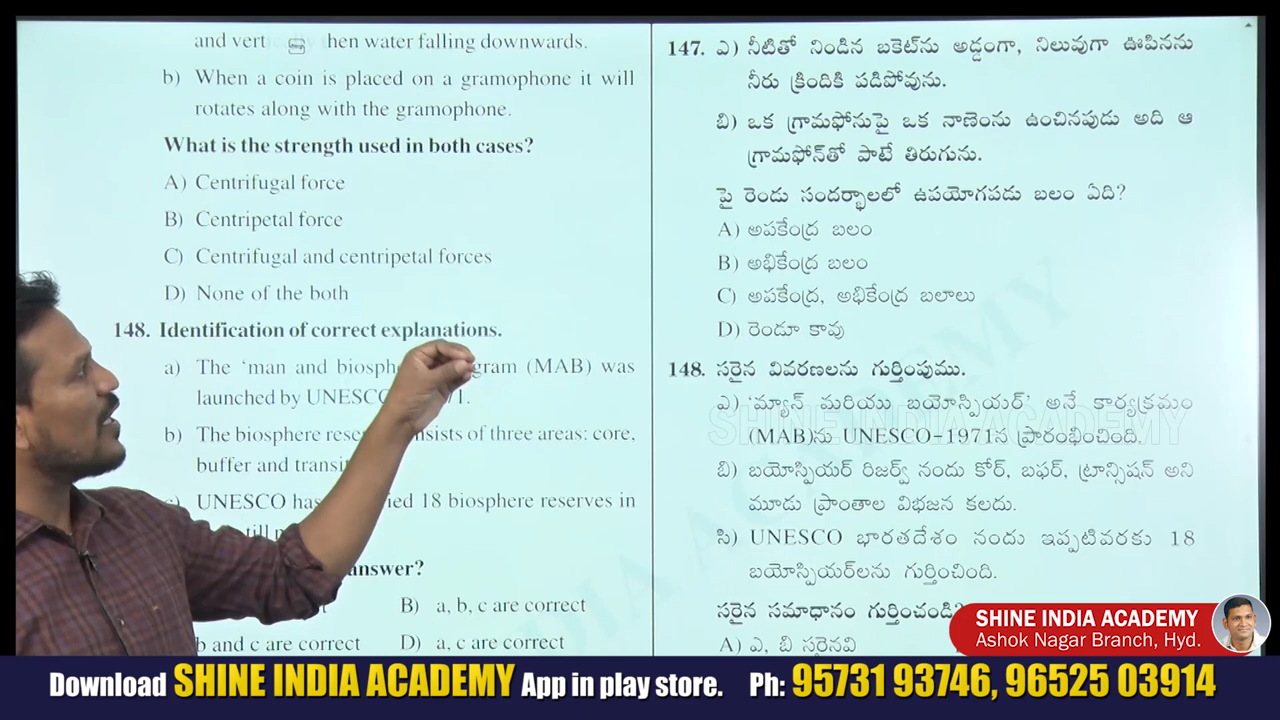 and vert then water falling downwards.
b) When a coin is placed on a gramophone it will
rotates along with the gramophone.
What is the strength used in both cases?
A) Centrifugal force
B) Centripetal force
C) Centrifugal and centripetal forces
D) None of the both
148. Identification of correct explanations.
a) The 'man and biosphe gram (MAB) was
launched by UNESCO 1.
b) The biosphere rese nsists of three areas: core,
buffer and transi
c) UNESCO has ied 18 biosphere reserves in
till
answer?
B) a, b, c are correct
b and c are correct D) a, c are correct
147. ఎ) నీటితో నిండిన బకెట్‌ను అడ్డంగా, నిలువుగా ఊపినను
నీరు క్రిందికి పడిపోవును.
బి) ఒక గ్రామఫోనుపై ఒక నాణెంను ఉంచినపుడు అది ఆ
గ్రామఫోన్‌తో పాటే తిరుగును.
పై రెండు సందర్భాలలో ఉపయోగపడు బలం ఏది?
A) అపకేంద్ర బలం
B) అభికేంద్ర బలం
C) అపకేంద్ర, అభికేంద్ర బలాలు
D) రెండూ కావు
148. సరైన వివరణలను గుర్తింపుము.
ఎ) 'మ్యాన్ మరియు బయోస్పియర్' అనే కార్యక్రమం
(MAB)ను UNESCO-1971న ప్రారంభించింది.
బి) బయోస్పియర్ రిజర్వ్ నందు కోర్, బఫర్, ట్రాన్సిషన్ అని
మూడు ప్రాంతాల విభజన కలదు.
సి) UNESCO భారతదేశం నందు ఇప్పటివరకు 18
బయోస్పియర్‌లను గుర్తించింది.
సరైన సమాధానం గుర్తించండి?
A) ఎ, బి సరైనవి
SHINE INDIA ACADEMY
SHINE INDIA ACADEMY
Ashok Nagar Branch, Hyd.
Download SHINE INDIA ACADEMY App in play store. Ph: 95731 93746, 96525 03914